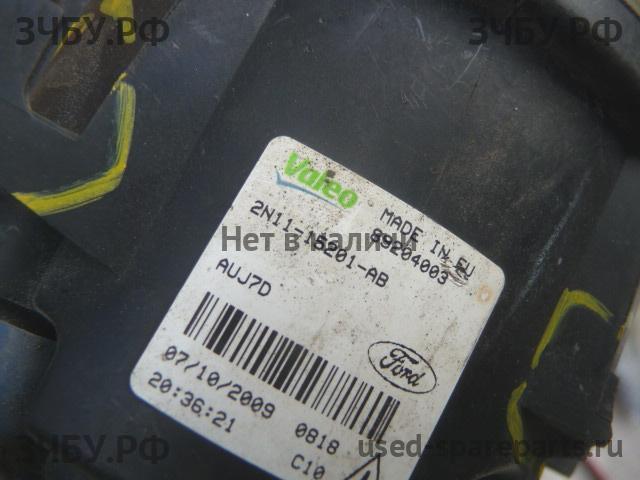 ЗЧБУ.РФ
ЗЧБУ.РФ
Valeo
MADE IN EU
2N11-15201-AB
89204003
Нет в наличии
AUJ7D
Ford
07/10/2009 0818
20:36:21
C10
ЗЧБУ.РФ
used-spareparts.ru